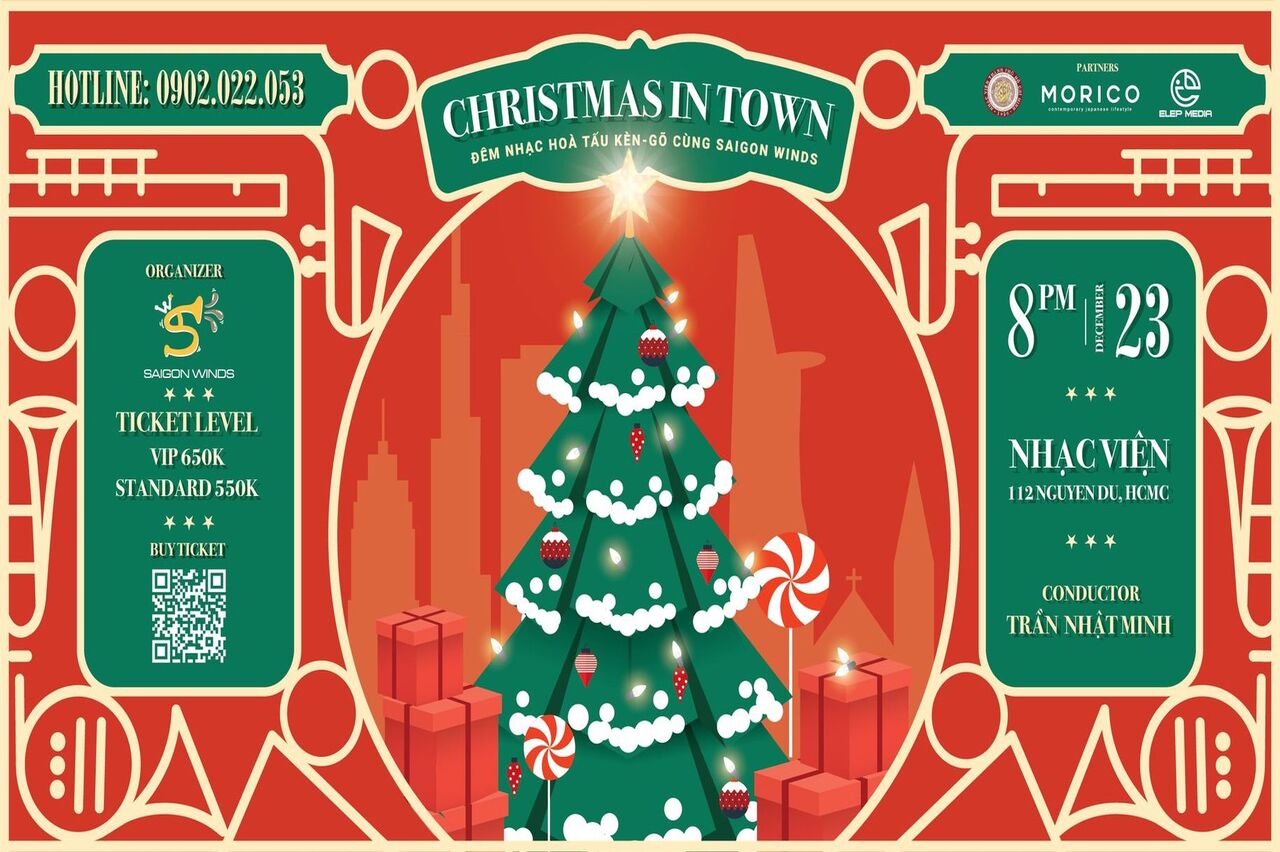 HOTLINE: 0902.022.053
CHRISTMAS IN TOWN
ĐÊM NHẠC HOÀ TẤU KÈN-GÕ CÙNG SAIGON WINDS
PARTNERS
MORICO
contemporary japanese lifestyle
ELEP MEDIA
ORGANIZER
SAIGON WINDS
TICKET LEVEL
VIP 650K
STANDARD 550K
BUY TICKET
8 PM
DECEMBER
23
NHẠC VIỆN
112 NGUYEN DU, HCMC
CONDUCTOR
TRẦN NHẬT MINH